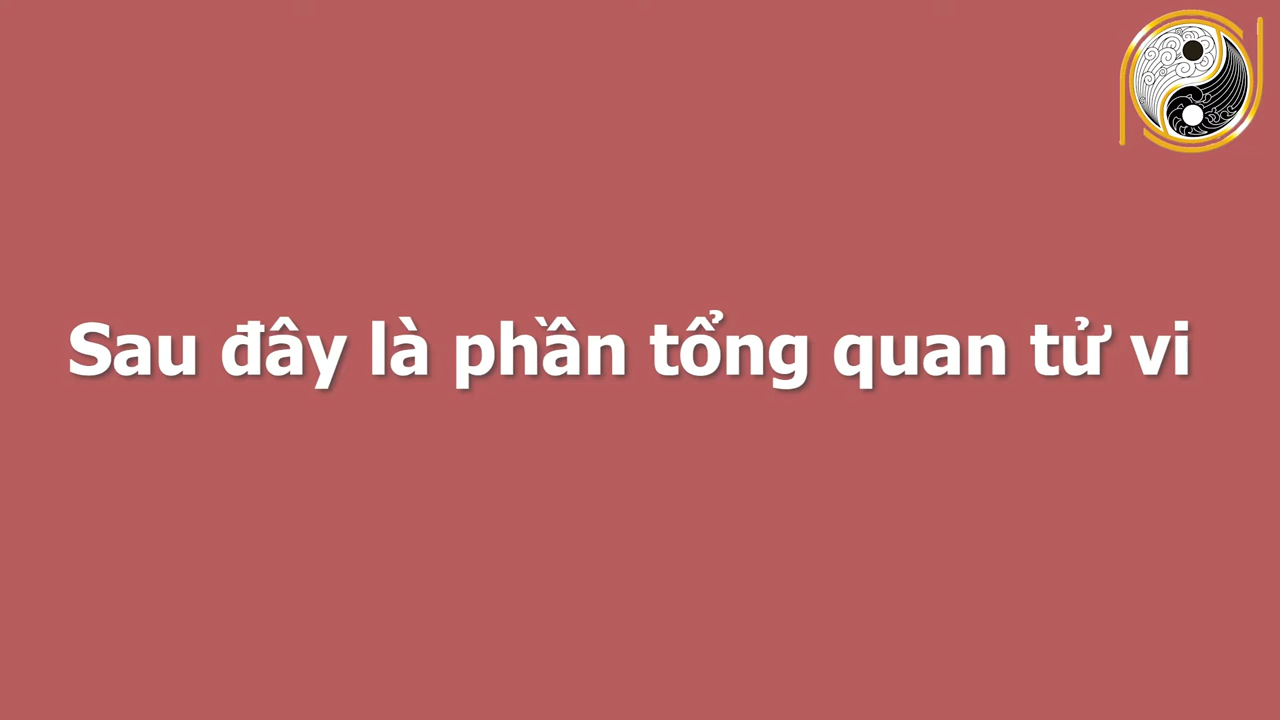 Sau đây là phần tổng quan tử vi